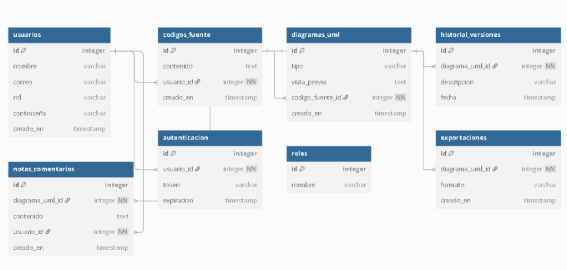 usuarios
id integer
nombre varchar
correo varchar
rol varchar
contraseña varchar
creado_en timestamp
codigos_fuente
id integer
contenido text
usuario_id integer NN
creado_en timestamp
diagramas_uml
id integer
tipo varchar
vista_previa text
codigo_fuente_id integer NN
creado_en timestamp
historial_versiones
id integer
diagrama_uml_id integer NN
descripcion varchar
fecha timestamp
notas_comentarios
id integer
diagrama_uml_id integer NN
contenido text
usuario_id integer NN
creado_en timestamp
autenticacion
id integer
usuario_id integer NN
token varchar
expiracion timestamp
roles
id integer
nombre varchar
exportaciones
id integer
diagrama_uml_id integer NN
formato varchar
creado_en timestamp